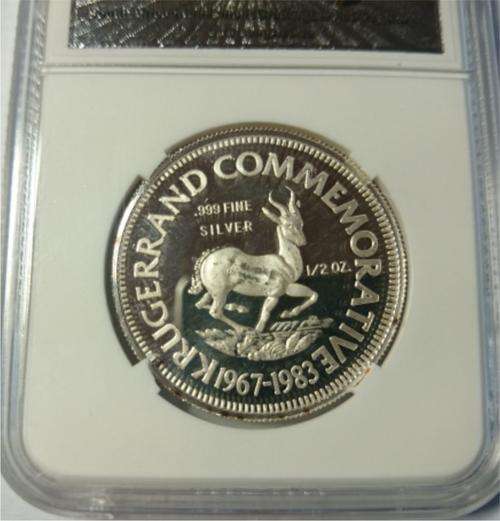 KRUGERRAND COMMEMORATIVE
.999 FINE
SILVER
1/2 OZ.
1967-1983